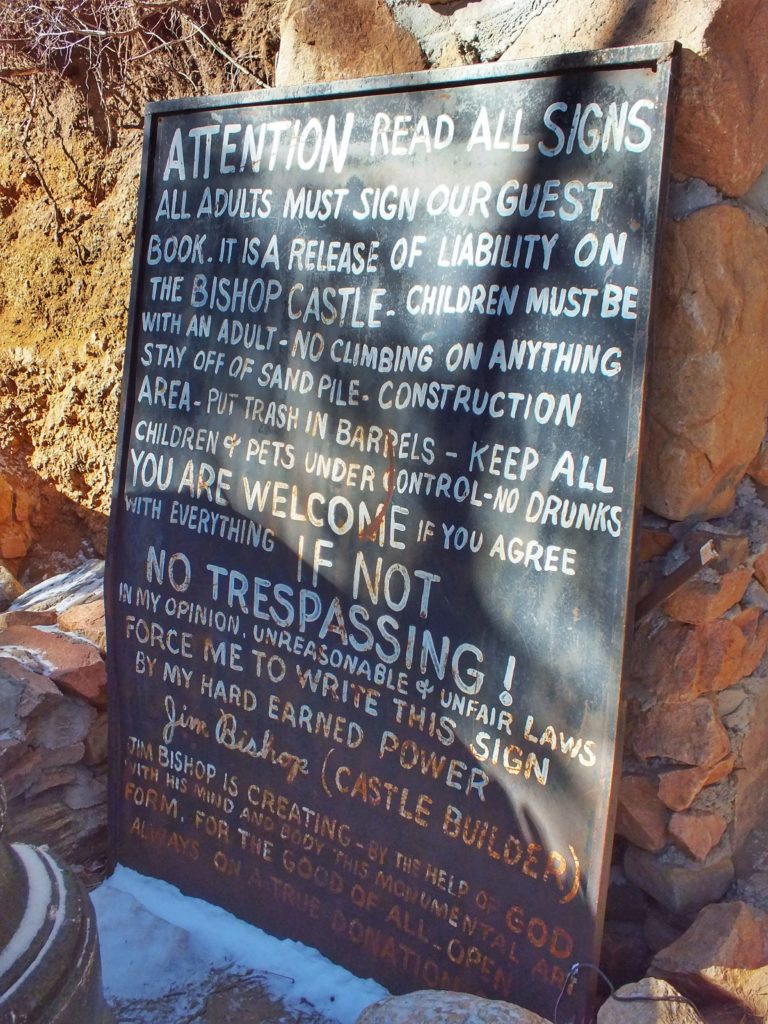 ATTENTION READ ALL SIGNS
ALL ADULTS MUST SIGN OUR GUEST
BOOK. IT IS A RELEASE OF LIABILITY ON
THE BISHOP CASTLE- CHILDREN MUST BE
WITH AN ADULT - NO CLIMBING ON ANYTHING
STAY OFF OF SAND PILE- CONSTRUCTION
AREA - PUT TRASH IN BARRELS - KEEP ALL
CHILDREN & PETS UNDER CONTROL-NO DRUNKS
YOU ARE WELCOME IF YOU AGREE
WITH EVERYTHING IF NOT
NO TRESPASSING!
IN MY OPINION, UNREASONABLE & UNFAIR LAWS
FORCE ME TO WRITE THIS SIGN
BY MY HARD EARNED POWER
Jim Bishop (CASTLE BUILDER)
JIM BISHOP IS CREATING - BY THE HELP OF GOD
WITH HIS MIND AND BODY THIS MONUMENTAL ART
FORM, FOR THE GOOD OF ALL - OPEN
ALWAYS ON A TRUE DONATION